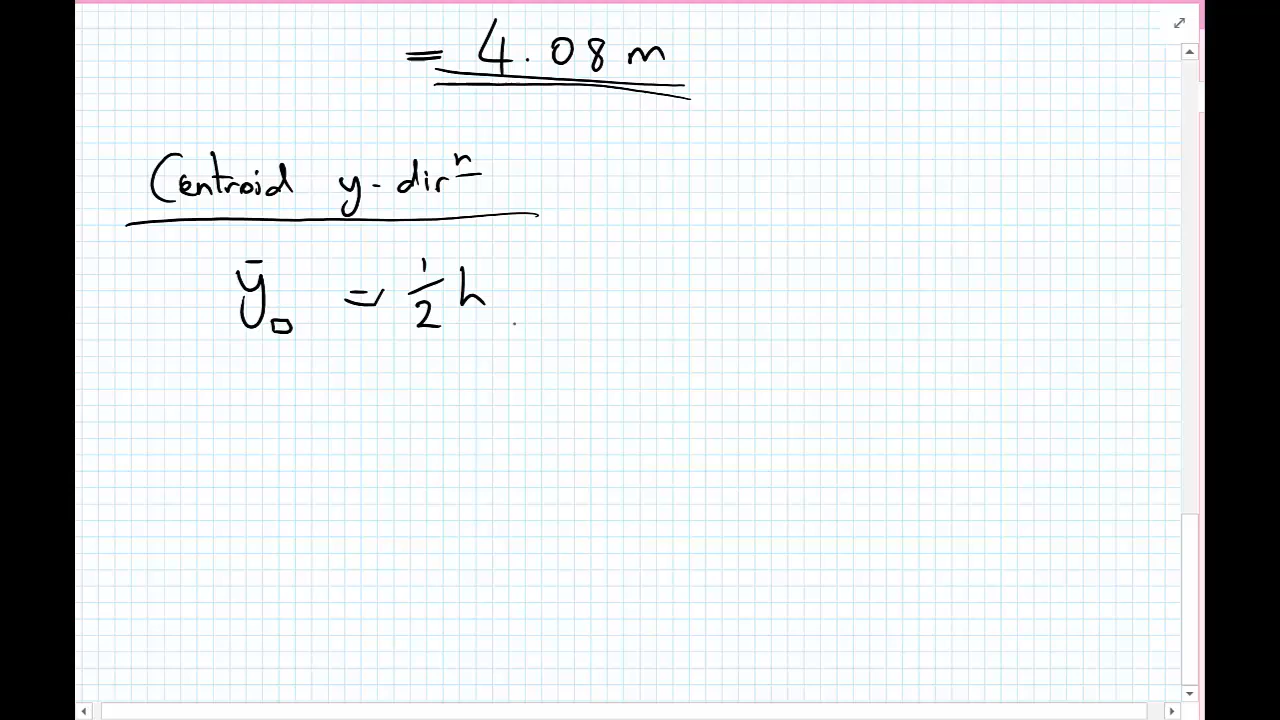 = 4.08 m
Centroid y-dirⁿ
ȳ□ = 1/2 h